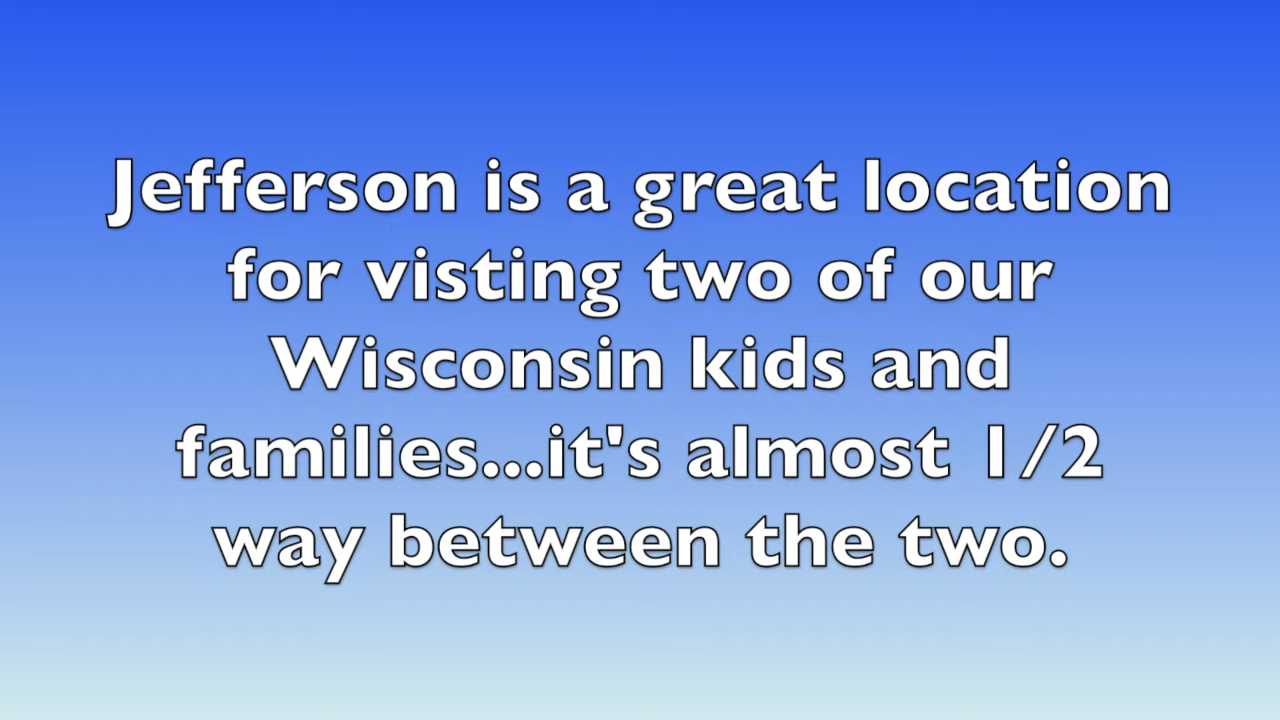 Jefferson is a great location
for visting two of our
Wisconsin kids and
families...it's almost 1/2
way between the two.